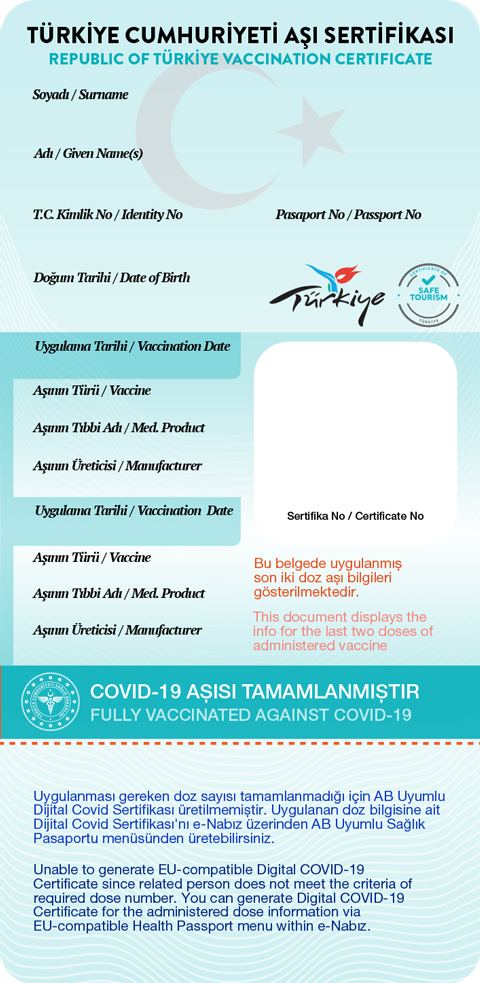 TÜRKİYE CUMHURİYETİ AŞI SERTİFİKASI
REPUBLIC OF TÜRKİYE VACCINATION CERTIFICATE
Soyadı / Surname
Adı / Given Name(s)
T.C. Kimlik No / Identity No
Pasaport No / Passport No
Doğum Tarihi / Date of Birth
Türkiye
CERTIFICATE OF
SAFE
TOURISM
TÜRKİYE
Uygulama Tarihi / Vaccination Date
Aşının Türü / Vaccine
Aşının Tıbbi Adı / Med. Product
Aşının Üreticisi / Manufacturer
Uygulama Tarihi / Vaccination Date
Aşının Türü / Vaccine
Aşının Tıbbi Adı / Med. Product
Aşının Üreticisi / Manufacturer
Sertifika No / Certificate No
Bu belgede uygulanmış
son iki doz aşı bilgileri
gösterilmektedir.
This document displays the
info for the last two doses of
administered vaccine
COVID-19 AŞISI TAMAMLANMIŞTIR
FULLY VACCINATED AGAINST COVID-19
Uygulanması gereken doz sayısı tamamlanmadığı için AB Uyumlu
Dijital Covid Sertifikası üretilmemiştir. Uygulanan doz bilgisine ait
Dijital Covid Sertifikası'nı e-Nabız üzerinden AB Uyumlu Sağlık
Pasaportu menüsünden üretebilirsiniz.
Unable to generate EU-compatible Digital COVID-19
Certificate since related person does not meet the criteria of
required dose number. You can generate Digital COVID-19
Certificate for the administered dose information via
EU-compatible Health Passport menu within e-Nabız.